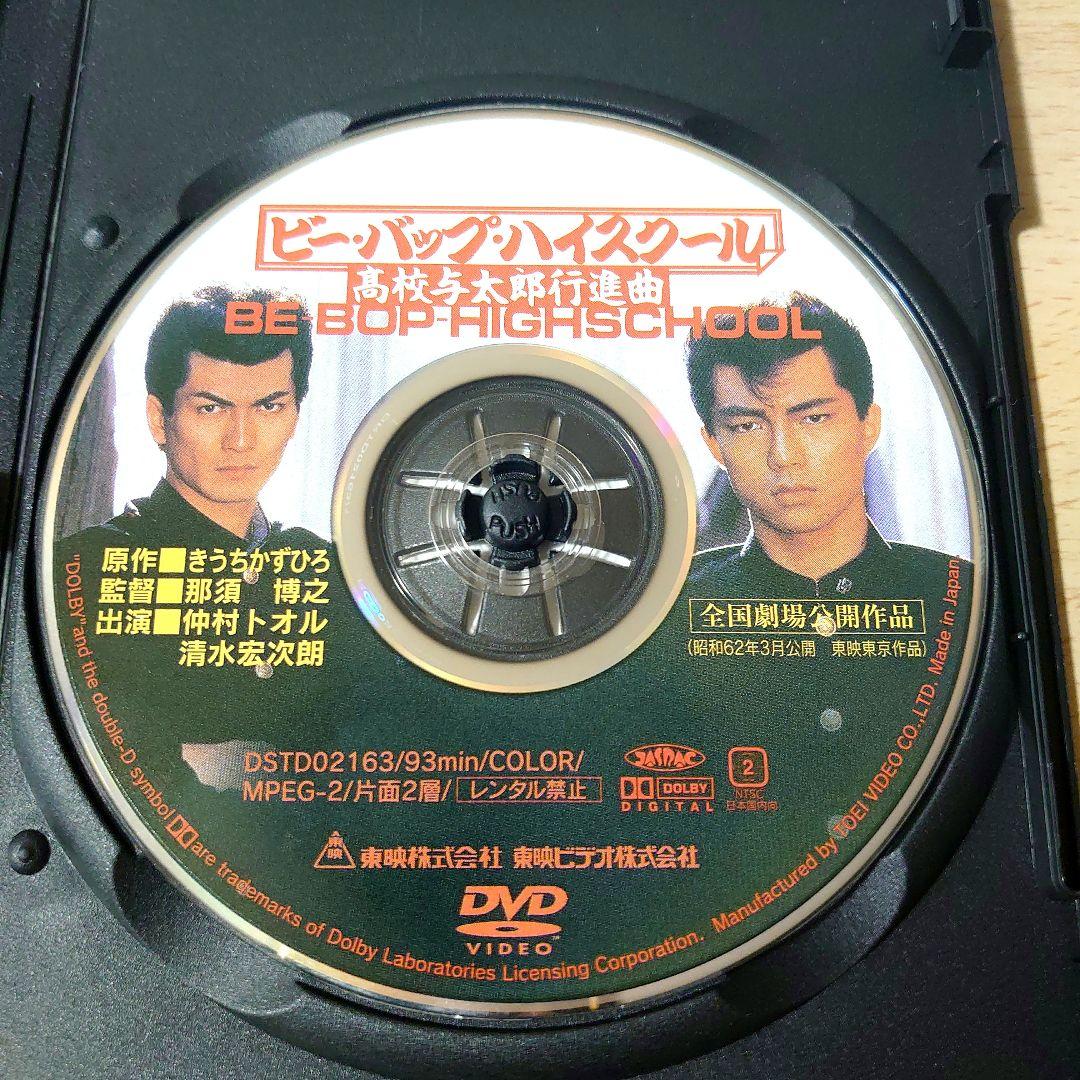 ビー・バップ・ハイスクール
高校与太郎行進曲
BE-BOP-HIGHSCHOOL
原作■きうちかずひろ
監督■那須 博之
出演■仲村トオル
清水宏次朗
全国劇場公開作品
(昭和62年3月公開 東映東京作品)
DSTD02163/93min/COLOR/
MPEG-2/片面2層/レンタル禁止
JASRAC
DOLBY
DIGITAL
2
NTSC
日本国内向
東映
東映株式会社 東映ビデオ株式会社
DVD
VIDEO
"DOLBY" and the double-D symbol are trademarks of Dolby Laboratories Licensing Corporation. Manufactured by TOEI VIDEO CO.,LTD. Made in Japan.
PUSH
PUSH